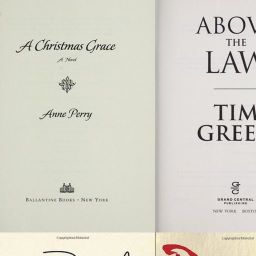 A Christmas Grace
A Novel
Anne Perry
BALLANTINE BOOKS • NEW YORK
ABOV
THE
LAW
TIM
GREE
GRAND CENTRAL
PUBLISHING
NEW YORK BOSTO